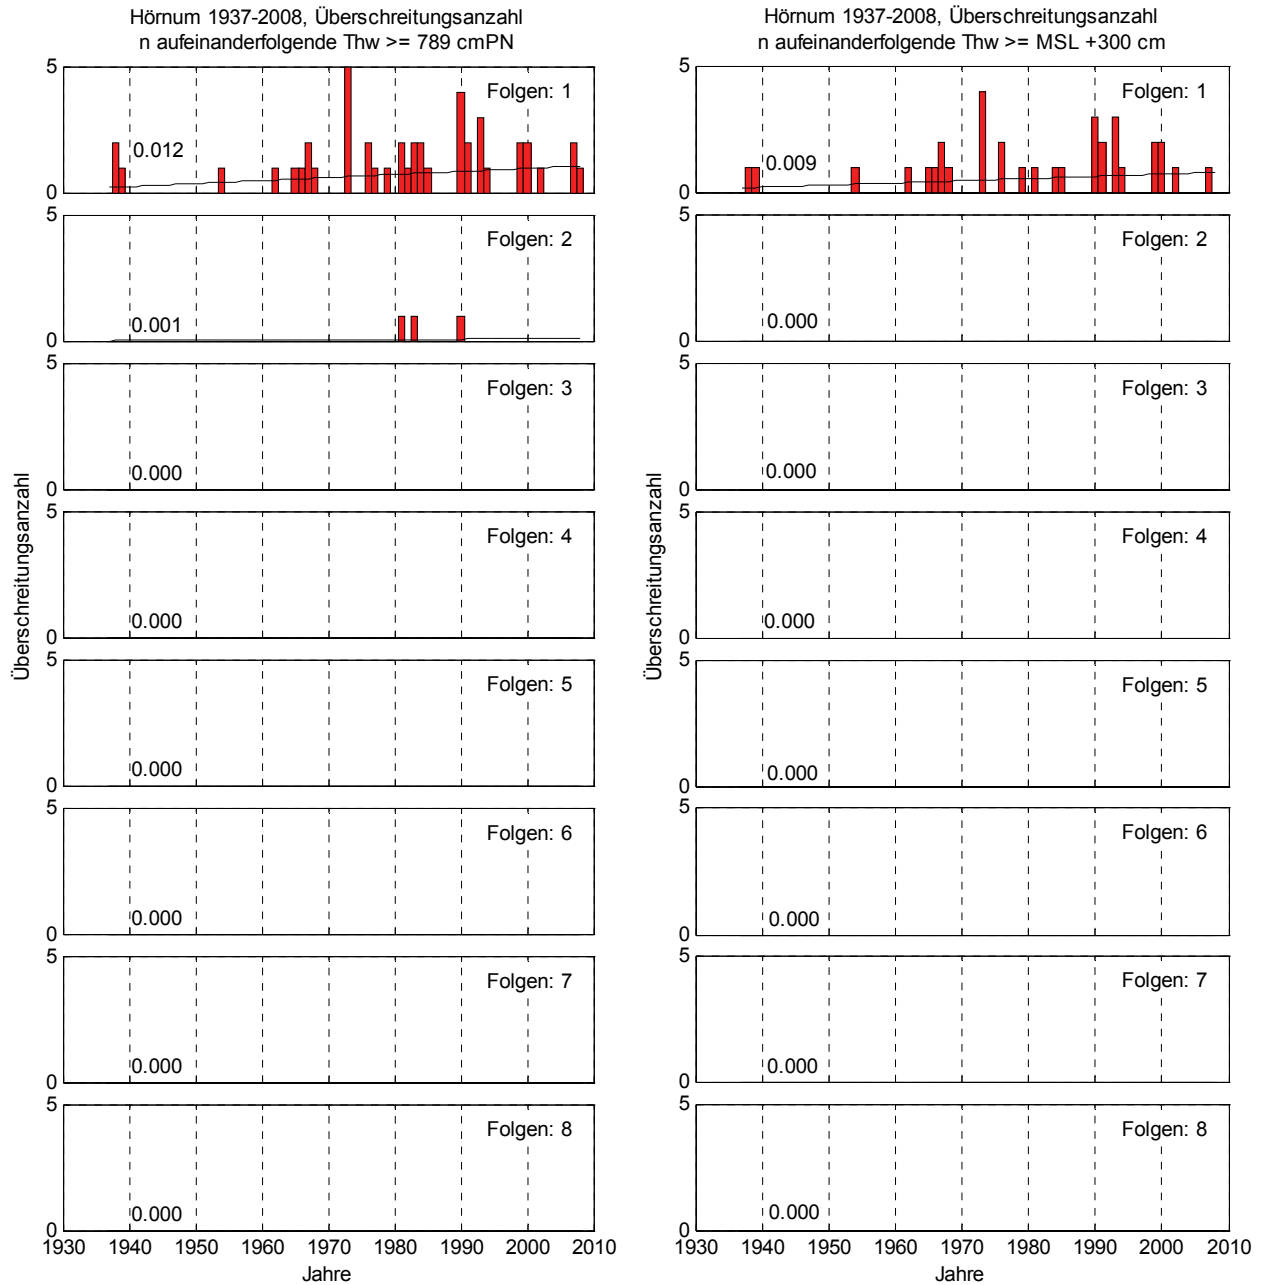 Hörnum 1937-2008, Überschreitungsanzahl
n aufeinanderfolgende Thw >= 789 cmPN
5
Folgen: 1
0.012
0
5
Folgen: 2
0.001
0
5
Folgen: 3
0.000
0
5
Folgen: 4
0.000
0
5
Folgen: 5
0.000
0
5
Folgen: 6
0.000
0
5
Folgen: 7
0.000
0
5
Folgen: 8
0.000
0
1930 1940 1950 1960 1970 1980 1990 2000 2010
Jahre
Überschreitungsanzahl
Hörnum 1937-2008, Überschreitungsanzahl
n aufeinanderfolgende Thw >= MSL +300 cm
5
Folgen: 1
0.009
0
5
Folgen: 2
0.000
0
5
Folgen: 3
0.000
0
5
Folgen: 4
0.000
0
5
Folgen: 5
0.000
0
5
Folgen: 6
0.000
0
5
Folgen: 7
0.000
0
5
Folgen: 8
0.000
0
1930 1940 1950 1960 1970 1980 1990 2000 2010
Jahre
Überschreitungsanzahl